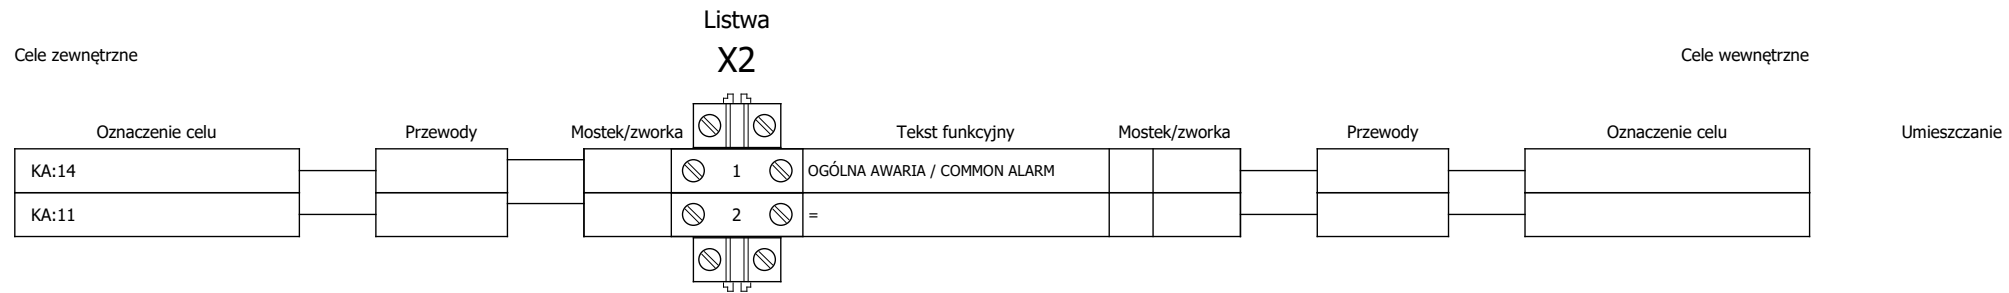 Listwa
X2
Cele zewnętrzne
Cele wewnętrzne
Oznaczenie celu Przewody Mostek/zworka Tekst funkcyjny Mostek/zworka Przewody Oznaczenie celu Umieszczanie
KA:14 1 OGÓLNA AWARIA / COMMON ALARM
KA:11 2 =